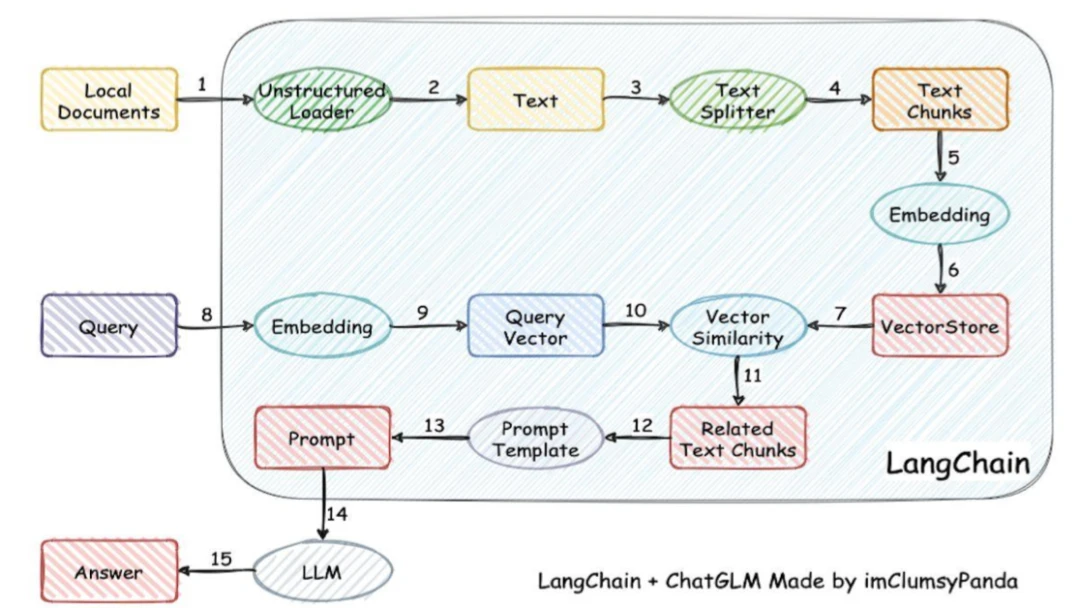 Local
Documents
1
Unstructured
Loader
2
Text
3
Text
Splitter
4
Text
Chunks
5
Embedding
6
Query
8
Embedding
9
Query
Vector
10
Vector
Similarity
7
VectorStore
11
Prompt
13
Prompt
Template
12
Related
Text Chunks
LangChain
14
Answer
15
LLM
LangChain + ChatGLM Made by imClumsyPanda